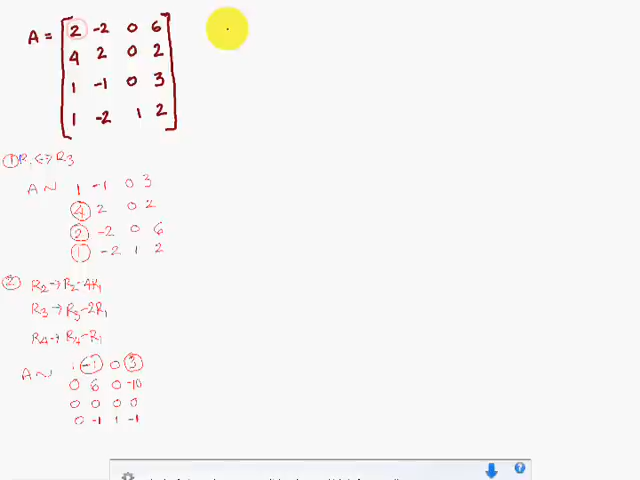 A = 2 -2 0 6
4 2 0 2
1 -1 0 3
1 -2 1 2
① R₁ ↔ R3
A ~ 1 -1 0 3
4 2 0 2
2 -2 0 6
1 -2 1 2
② R2 → R2 - 4R1
R3 → R3 - 2R1
R4 → R4 - R1
A ~ -1 0 3
0 6 0 -10
0 0 0 0
0 -1 1 -1